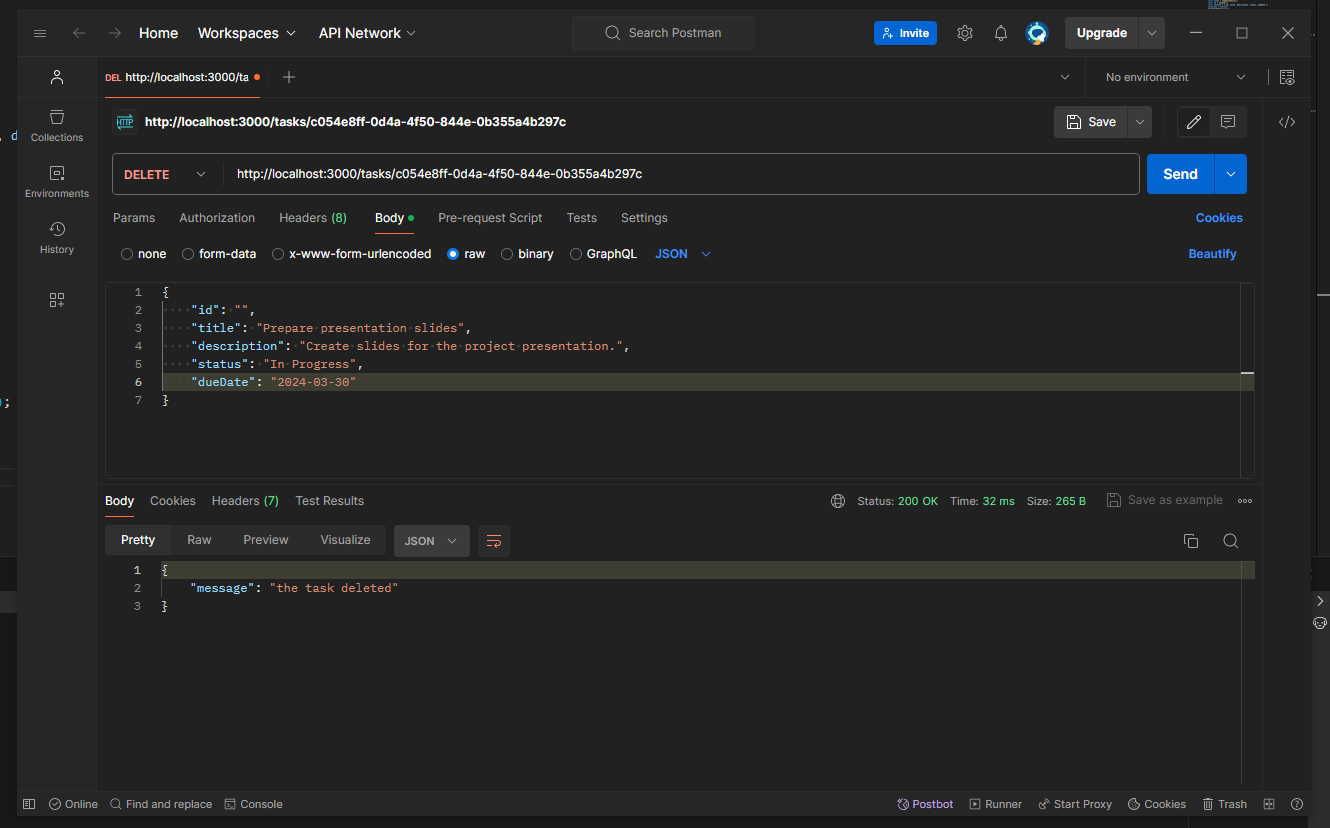 Home Workspaces API Network Search Postman Invite Upgrade
DEL http://localhost:3000/ta No environment
Collections
Environments
History
HTTP http://localhost:3000/tasks/c054e8ff-0d4a-4f50-844e-0b355a4b297c Save </>
DELETE http://localhost:3000/tasks/c054e8ff-0d4a-4f50-844e-0b355a4b297c Send
Params Authorization Headers (8) Body Pre-request Script Tests Settings Cookies
none form-data x-www-form-urlencoded raw binary GraphQL JSON Beautify
1 {
2 "id": "",
3 "title": "Prepare presentation slides",
4 "description": "Create slides for the project presentation.",
5 "status": "In Progress",
6 "dueDate": "2024-03-30"
7 }
Body Cookies Headers (7) Test Results Status: 200 OK Time: 32 ms Size: 265 B Save as example
Pretty Raw Preview Visualize JSON
1 {
2 "message": "the task deleted"
3 }
Online Find and replace Console Postbot Runner Start Proxy Cookies Trash